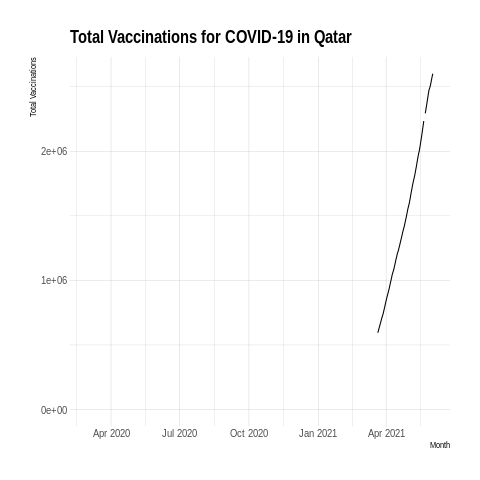 Total Vaccinations for COVID-19 in Qatar
Total Vaccinations
2e+06
1e+06
0e+00
Apr 2020 Jul 2020 Oct 2020 Jan 2021 Apr 2021
Month